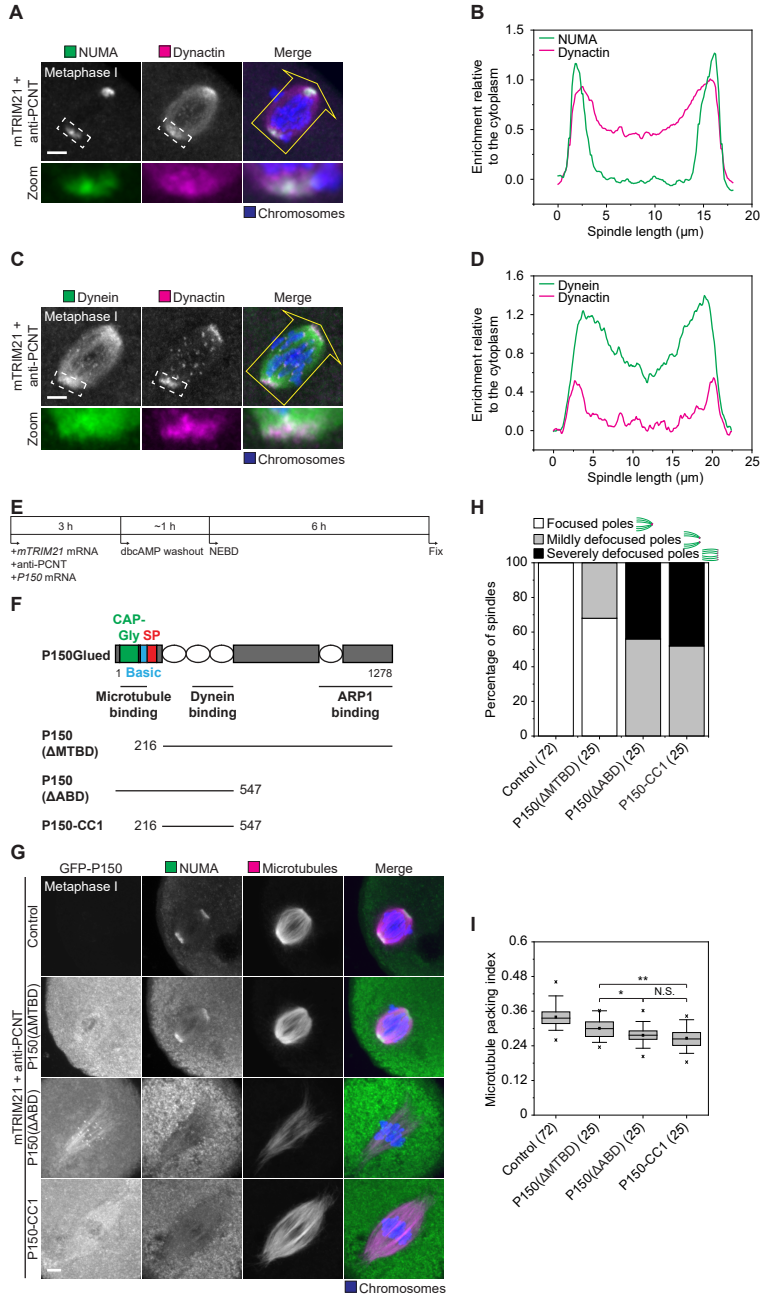 A
NUMA
Dynactin
Merge
mTRIM21 +
anti-PCNT
Metaphase I
Zoom
Chromosomes
B
NUMA
Dynactin
Enrichment relative
to the cytoplasm
1.5
1.0
0.5
0.0
0 5 10 15 20
Spindle length (µm)
C
Dynein
Dynactin
Merge
mTRIM21 +
anti-PCNT
Metaphase I
Zoom
Chromosomes
D
Dynein
Dynactin
Enrichment relative
to the cytoplasm
1.6
1.2
0.8
0.4
0.0
0 5 10 15 20 25
Spindle length (µm)
E
3 h ~1 h 6 h
+mTRIM21 mRNA
+anti-PCNT
+P150 mRNA
dbcAMP washout
NEBD
Fix
F
CAP-
Gly SP
P150Glued
1 Basic 1278
Microtubule
binding
Dynein
binding
ARP1
binding
P150
(ΔMTBD) 216
P150
(ΔABD) 547
P150-CC1 216 547
G
GFP-P150
NUMA
Microtubules
Merge
mTRIM21 + anti-PCNT
Metaphase I
Control
P150(ΔMTBD)
P150(ΔABD)
P150-CC1
Chromosomes
H
Focused poles
Mildly defocused poles
Severely defocused poles
Percentage of spindles
100
80
60
40
20
0
Control (72)
P150(ΔMTBD) (25)
P150(ΔABD) (25)
P150-CC1 (25)
I
Microtubule packing index
0.6
0.48
0.36
0.24
0.12
0
**
* N.S.
Control (72)
P150(ΔMTBD) (25)
P150(ΔABD) (25)
P150-CC1 (25)